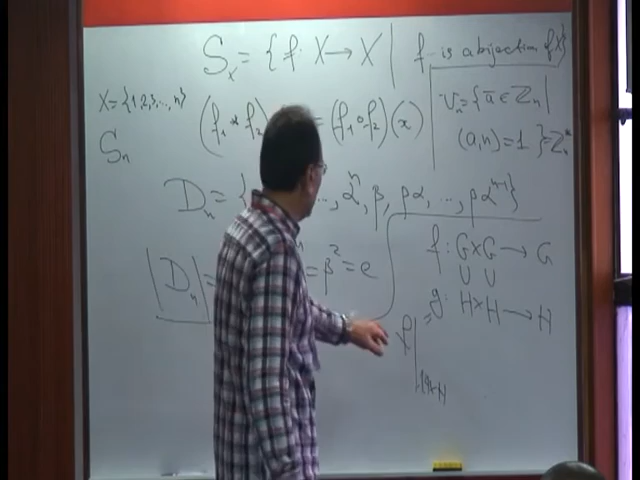 S_X = { f: X → X | f is a bijection of X }
X = {1,2,3,...,n}
(f_1 * f_2) = (f_1 ∘ f_2)(x)
U_n = { a̅ ∈ Z_n |
(a,n) = 1 } = Z_n^*
S_n
D_n = { ..., α^n, β, βα, ..., βα^{n-1} }
|D_n| = = β^2 = e
f: G×G → G
∪ ∪
g: H×H → H
f|_{H×H} =